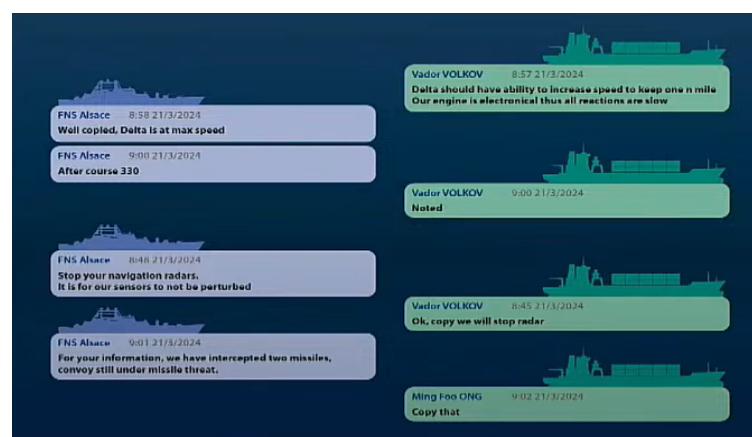 Vador VOLKOV 8:57 21/3/2024
Delta should have ability to increase speed to keep one n mile
Our engine is electronical thus all reactions are slow
FNS Alsace 8:58 21/3/2024
Well copied, Delta is at max speed
FNS Alsace 9:00 21/3/2024
After course 330
Vador VOLKOV 9:00 21/3/2024
Noted
FNS Alsace 8:48 21/3/2024
Stop your navigation radars.
It is for our sensors to not be perturbed
Vador VOLKOV 8:45 21/3/2024
Ok, copy we will stop radar
FNS Alsace 9:01 21/3/2024
For your information, we have intercepted two missiles,
convoy still under missile threat.
Ming Foo ONG 9:02 21/3/2024
Copy that